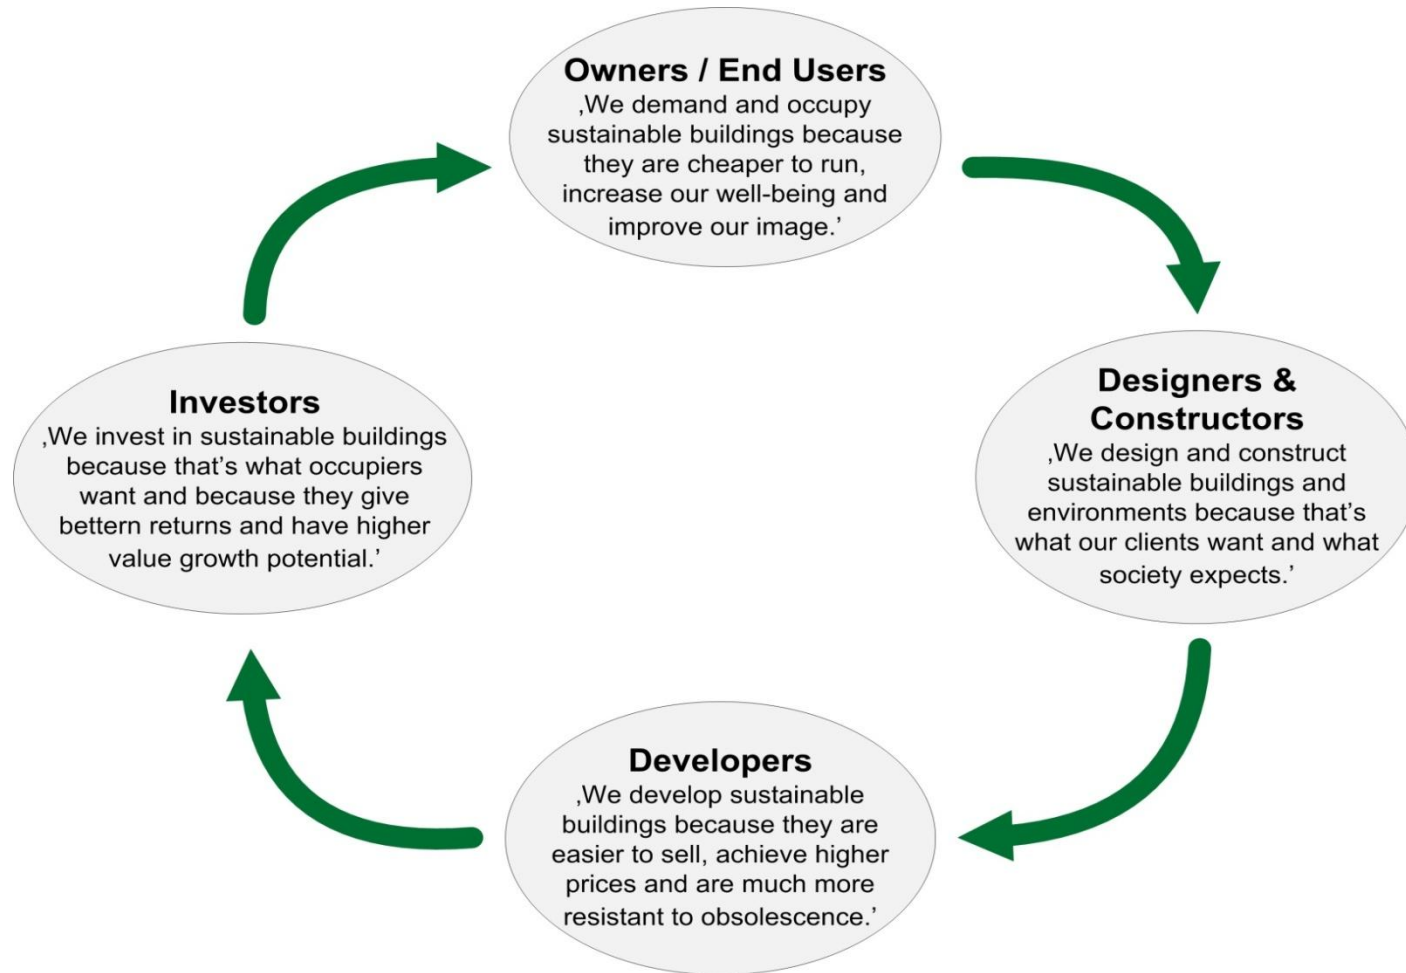 Owners / End Users
‚We demand and occupy
sustainable buildings because
they are cheaper to run,
increase our well-being and
improve our image.’
Designers &
Constructors
‚We design and construct
sustainable buildings and
environments because that’s
what our clients want and what
society expects.’
Developers
‚We develop sustainable
buildings because they are
easier to sell, achieve higher
prices and are much more
resistant to obsolescence.’
Investors
‚We invest in sustainable buildings
because that’s what occupiers
want and because they give
bettern returns and have higher
value growth potential.’